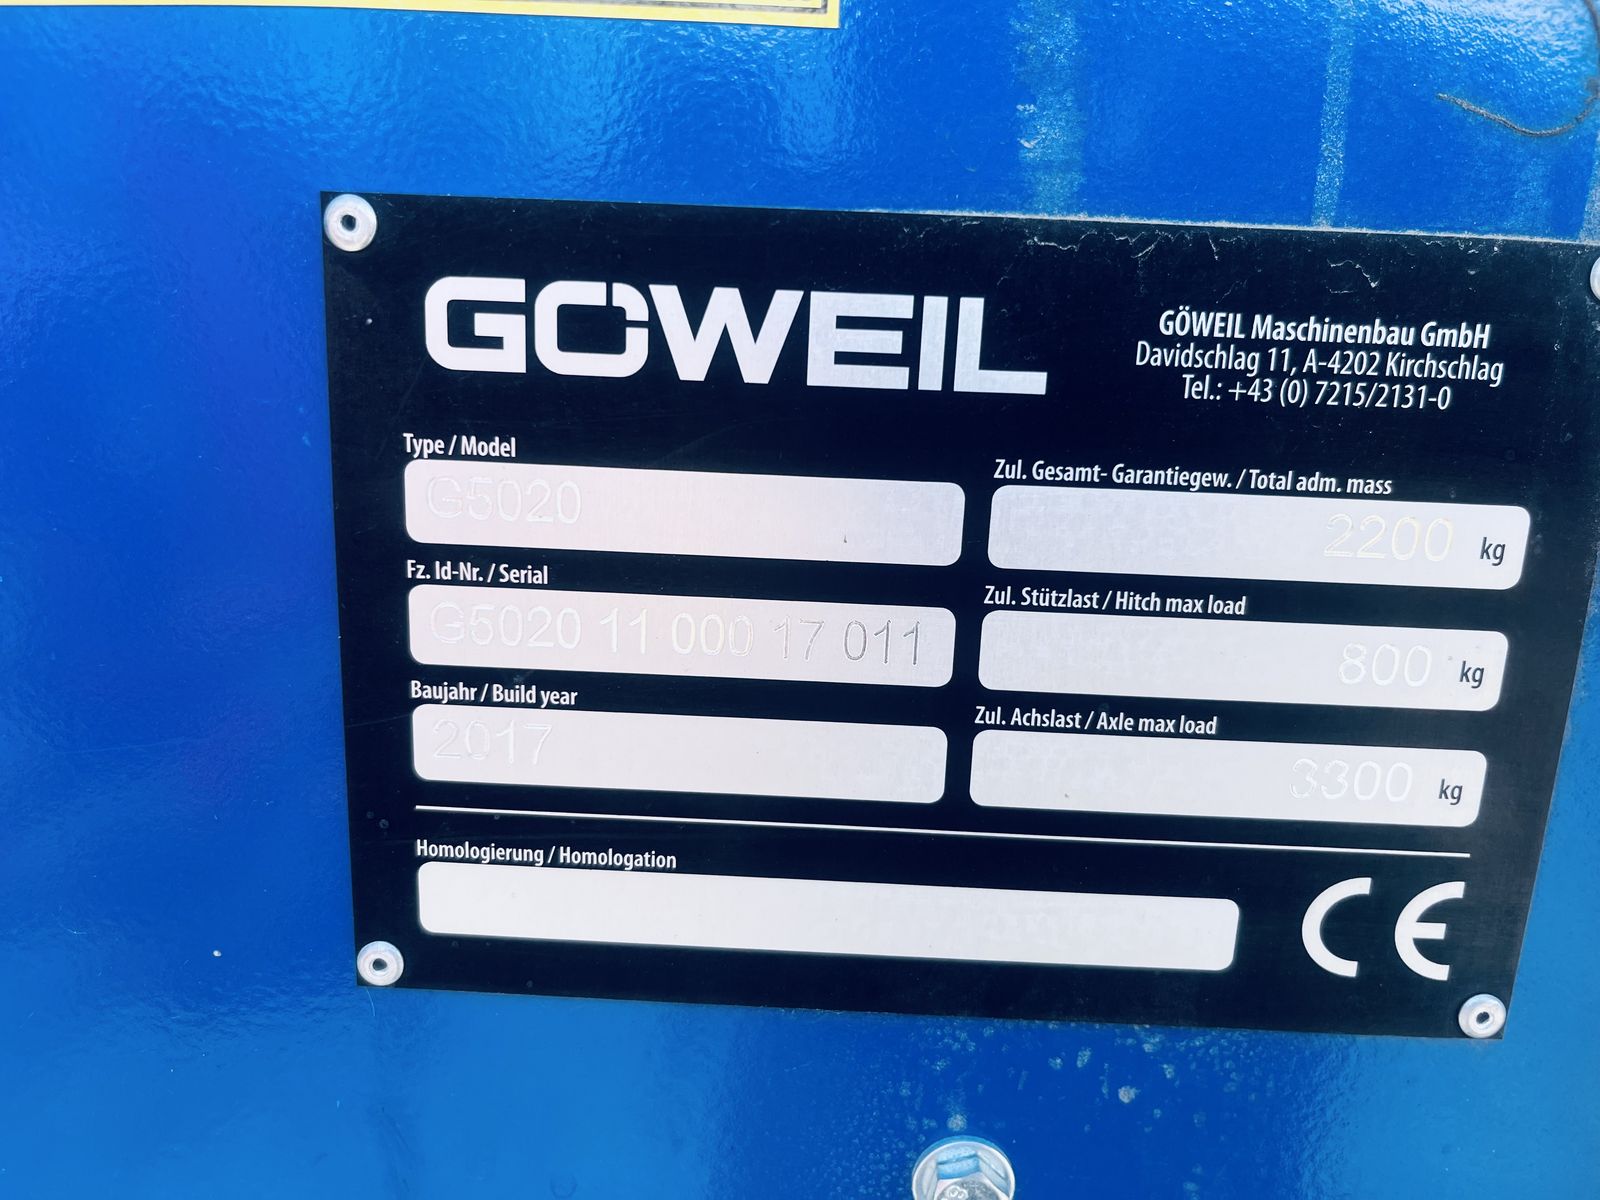 GÖWEIL
GÖWEIL Maschinenbau GmbH
Davidschlag 11, A-4202 Kirchschlag
Tel.: +43 (0) 7215/2131-0
Type / Model
G5020
Zul. Gesamt- Garantiegew. / Total adm. mass
2200 kg
Fz. Id-Nr. / Serial
G5020 11 000 17 011
Zul. Stützlast / Hitch max load
800 kg
Baujahr / Build year
2017
Zul. Achslast / Axle max load
3300 kg
Homologierung / Homologation
CE